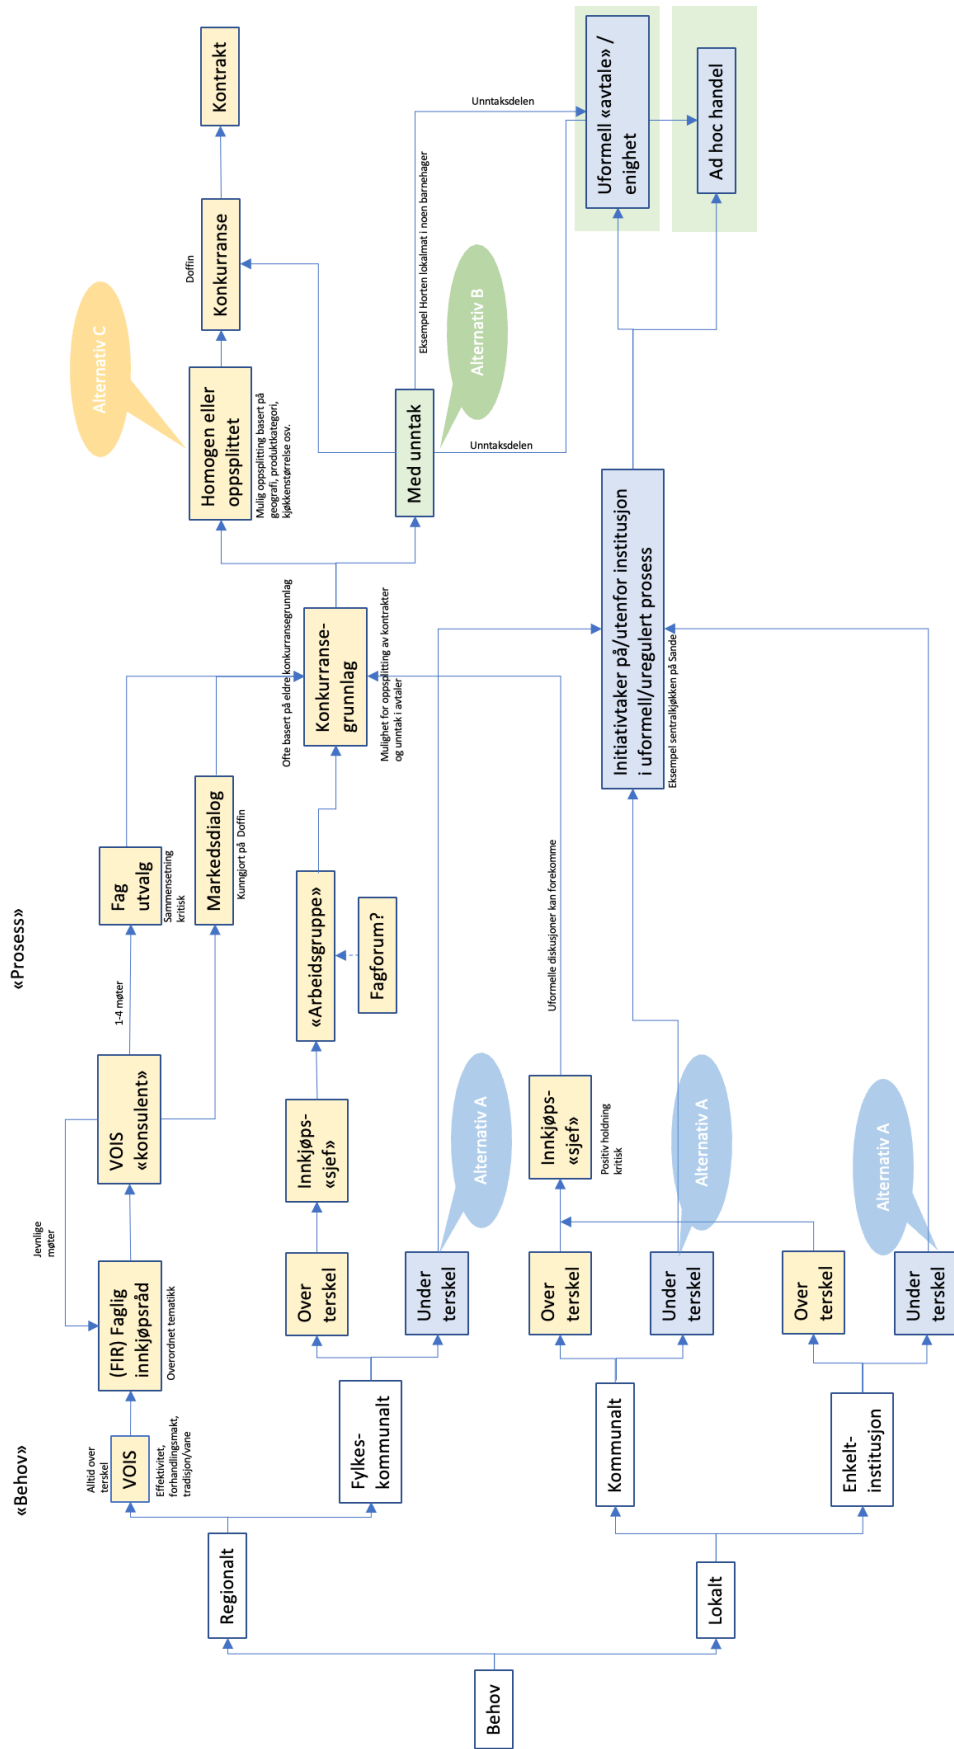 «Behov»
«Prosess»
Behov
Regionalt
Lokalt
Alltid over
terskel
VOIS
Effektivitet,
forhandlingsmakt,
tradisjon/vane
(FIR) Faglig
innkjøpsråd
Overordnet tematikk
Jevnlige
møter
VOIS
«konsulent»
1-4 møter
Fag
utvalg
Sammensetning
kritisk
Markedsdialog
Kunngjort på Doffin
Fylkes-
kommunalt
Over
terskel
Under
terskel
Innkjøps-
«sjef»
«Arbeidsgruppe»
Fagforum?
Alternativ A
Ofte basert på eldre konkurransegrunnlag
Konkurranse-
grunnlag
Mulighet for oppsplitting av kontrakter
og unntak i avtaler
Alternativ C
Homogen eller
oppsplittet
Mulig oppsplitting basert på
geografi, produktkategori,
kjøkkenstørrelse osv.
Doffin
Konkurranse
Kontrakt
Med unntak
Alternativ B
Eksempel Horten lokalmat i noen barnehager
Unntaksdelen
Unntaksdelen
Uformell «avtale» /
enighet
Ad hoc handel
Kommunalt
Over
terskel
Under
terskel
Innkjøps-
«sjef»
Positiv holdning
kritisk
Uformelle diskusjoner kan forekomme
Alternativ A
Initiativtaker på/utenfor institusjon
i uformell/uregulert prosess
Eksempel sentralkjøkken på Sande
Enkelt-
institusjon
Over
terskel
Under
terskel
Alternativ A